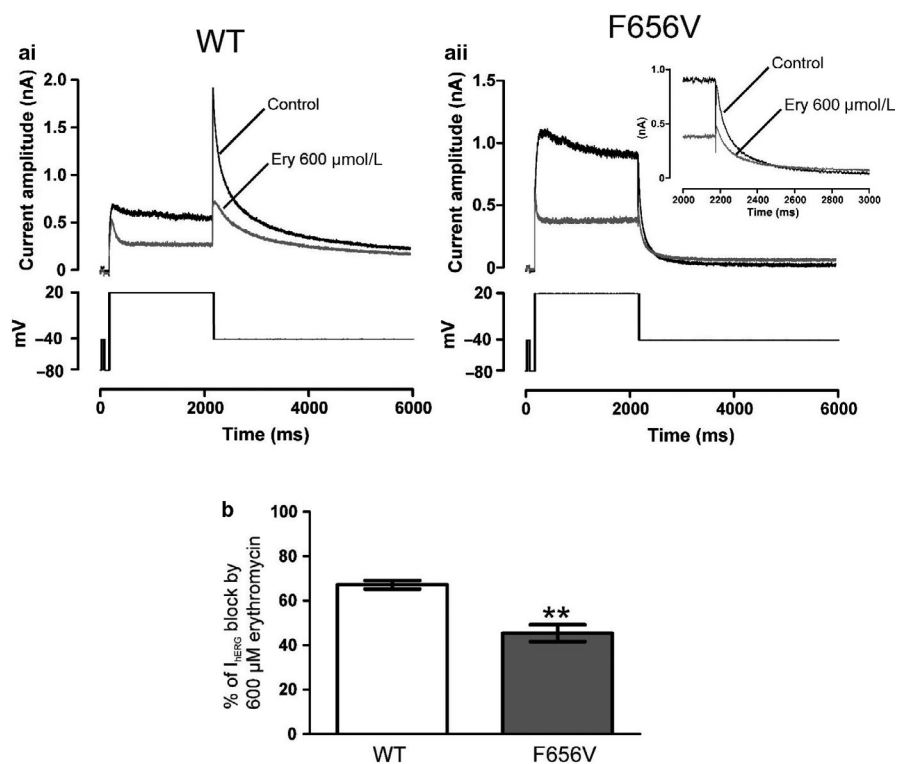 WT
F656V
ai
aii
Current amplitude (nA)
2.0
1.5
1.0
0.5
0
Control
Ery 600 μmol/L
mV
20
−40
−80
0
2000
4000
6000
Time (ms)
Current amplitude (nA)
1.5
1.0
0.5
0
(nA)
1.0
0.5
0
Control
Ery 600 μmol/L
2000
2200
2400
2600
2800
3000
Time (ms)
mV
20
−40
−80
0
2000
4000
6000
Time (ms)
b
% of IhERG block by
600 μM erythromycin
100
80
60
40
20
0
**
WT
F656V